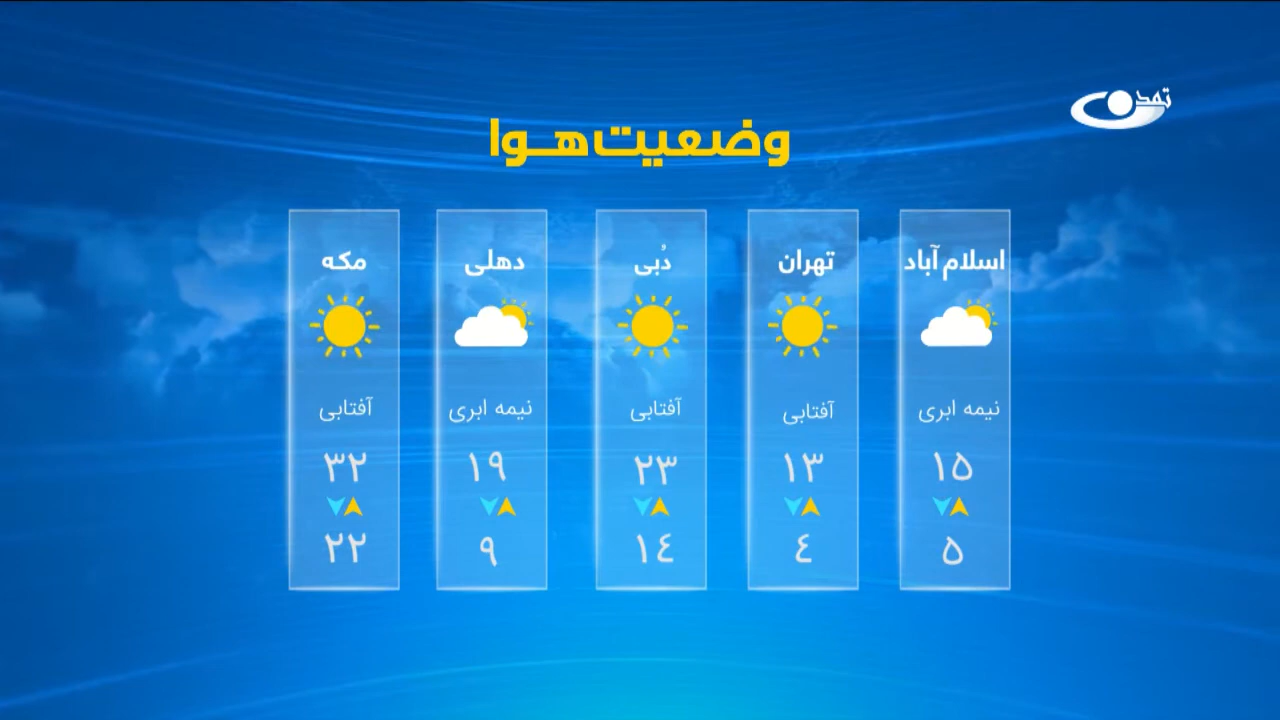 تمدن
وضعیت هوا
اسلام آباد
نیمه ابری
۱۵
۵
تهران
آفتابی
۱۳
٤
دُبی
آفتابی
۲۳
۱٤
دهلی
نیمه ابری
۱۹
۹
مکه
آفتابی
۳۲
۲۲